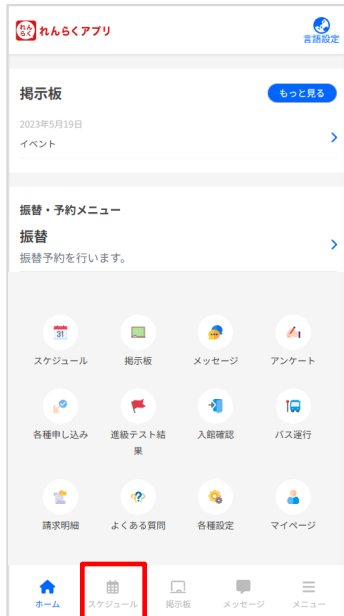 れんらくアプリ
言語設定
掲示板
もっと見る
2023年5月19日
イベント
振替・予約メニュー
振替
振替予約を行います。
31
スケジュール
掲示板
メッセージ
アンケート
各種申し込み
進級テスト結
果
入館確認
バス運行
請求明細
よくある質問
各種設定
マイページ
ホーム
スケジュール
掲示板
メッセージ
メニュー